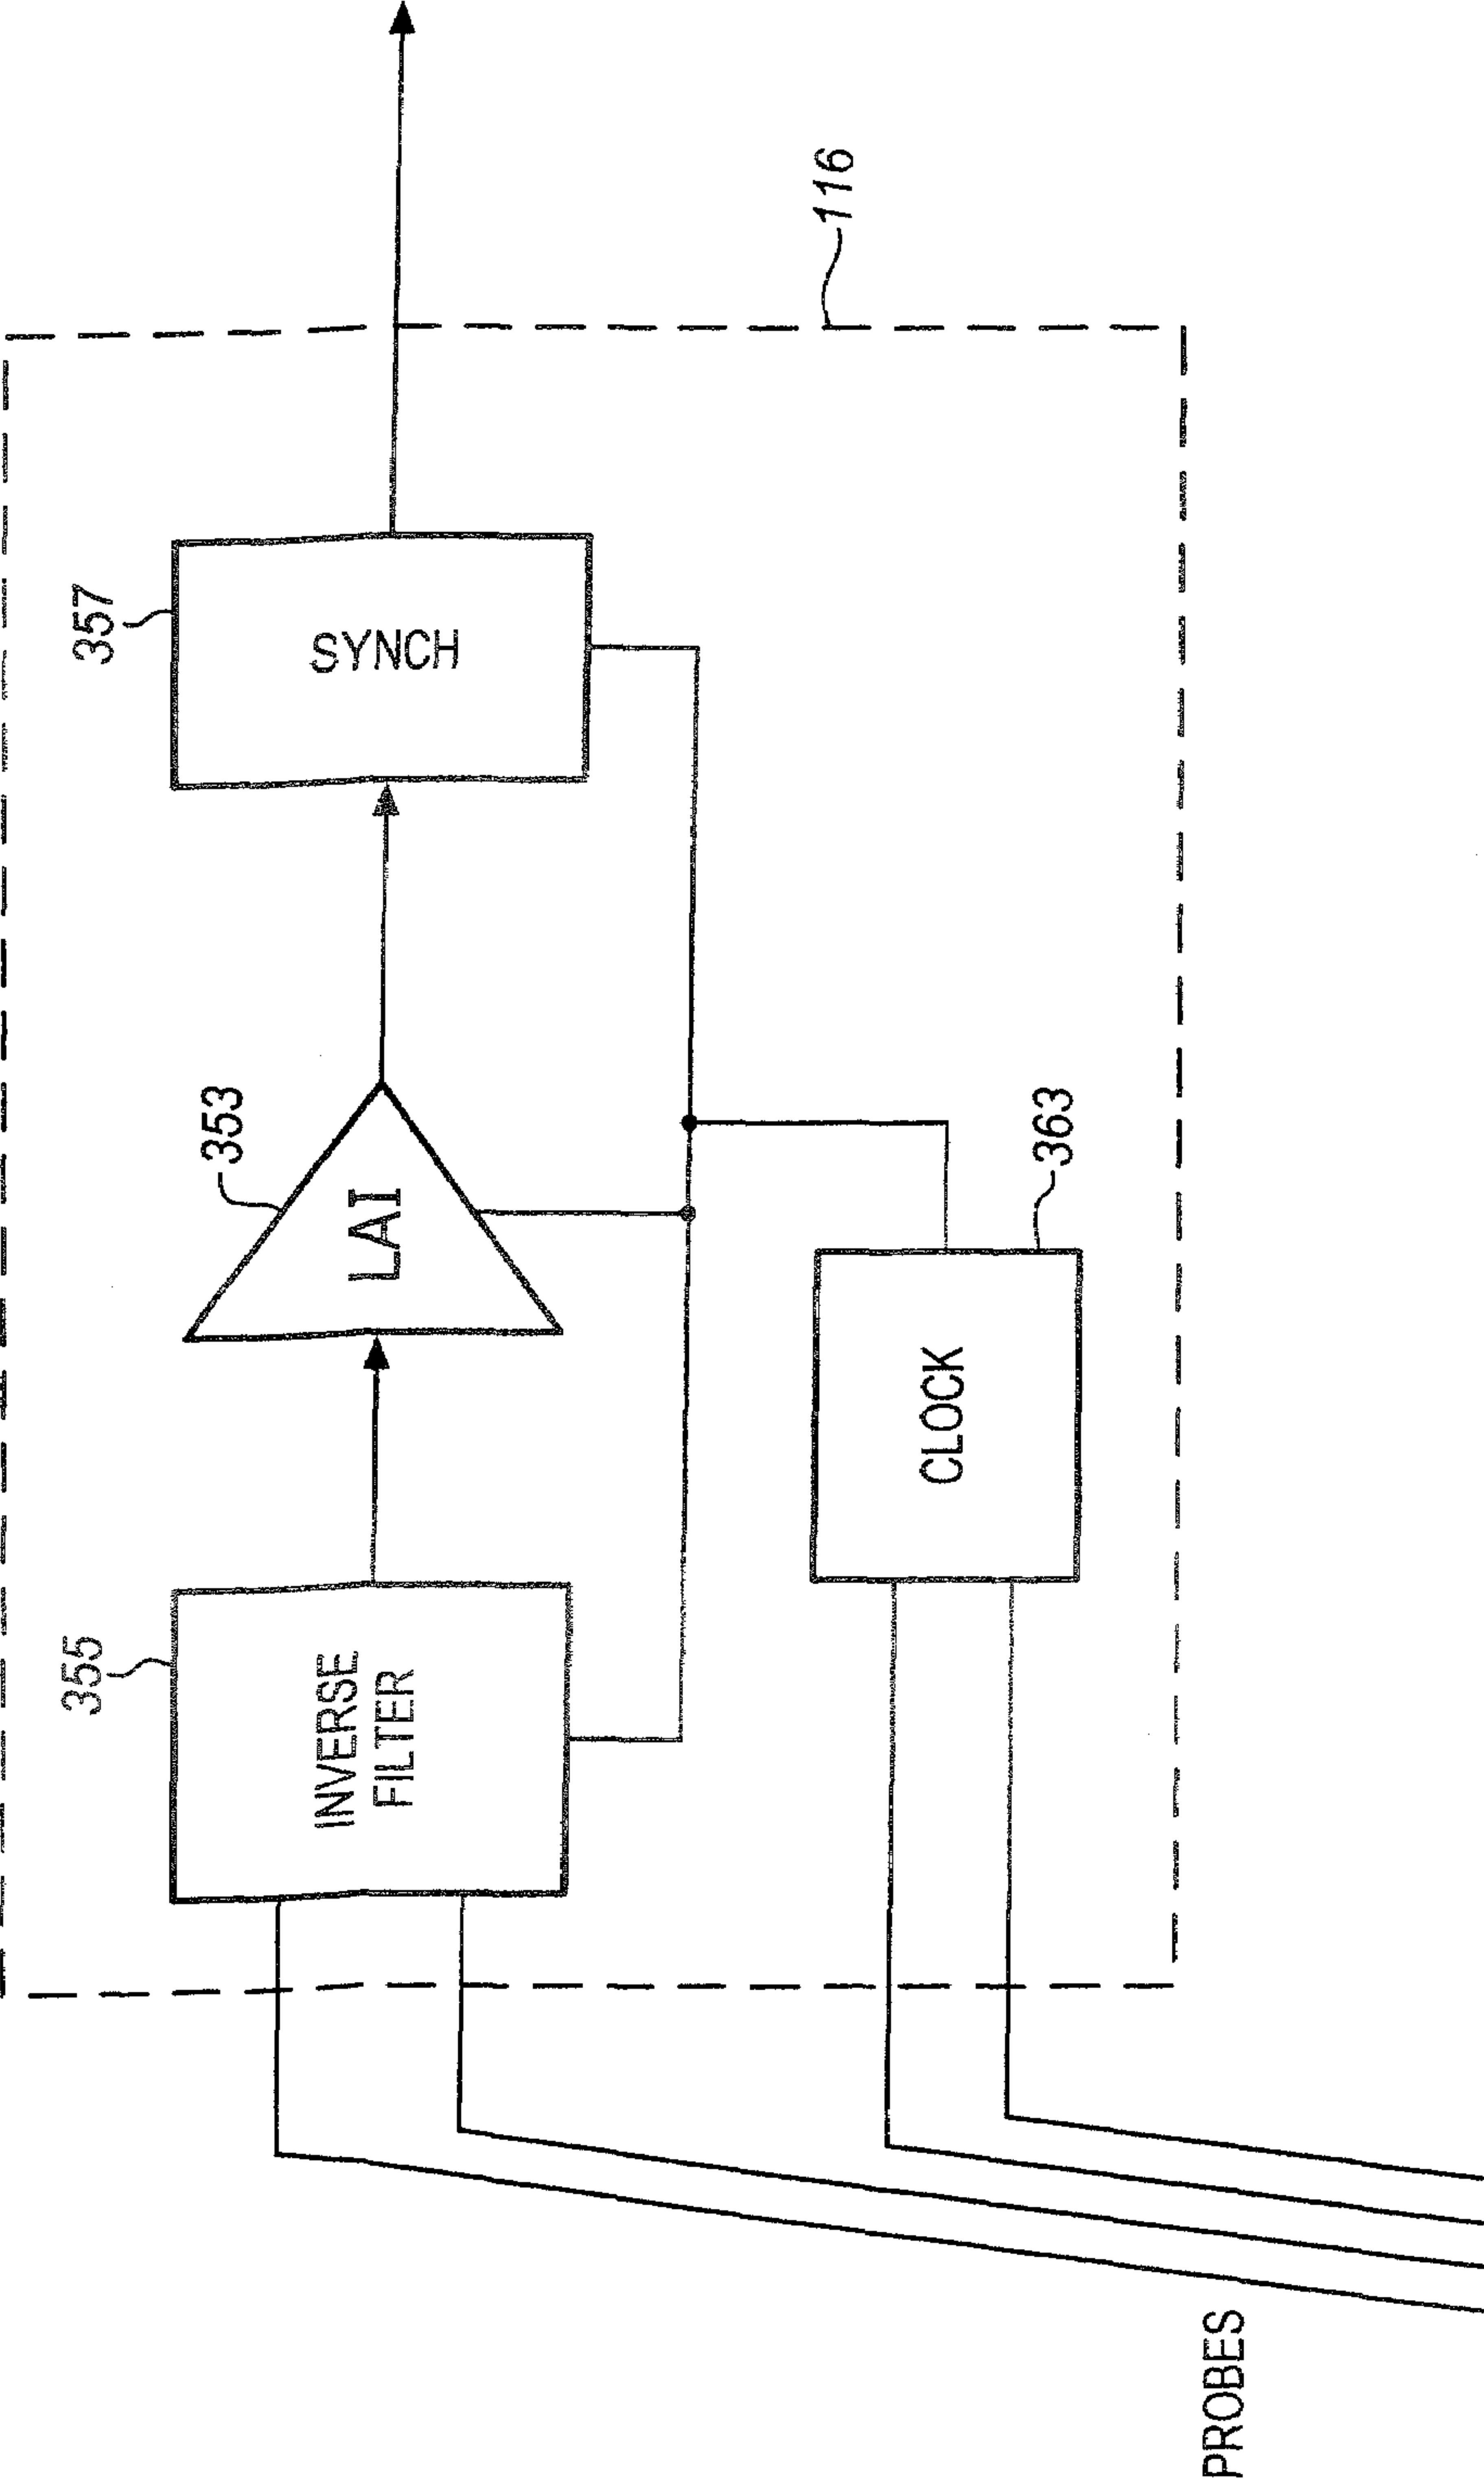 116
357
SYNCH
353
LAI
363
CLOCK
355
INVERSE
FILTER
PROBES